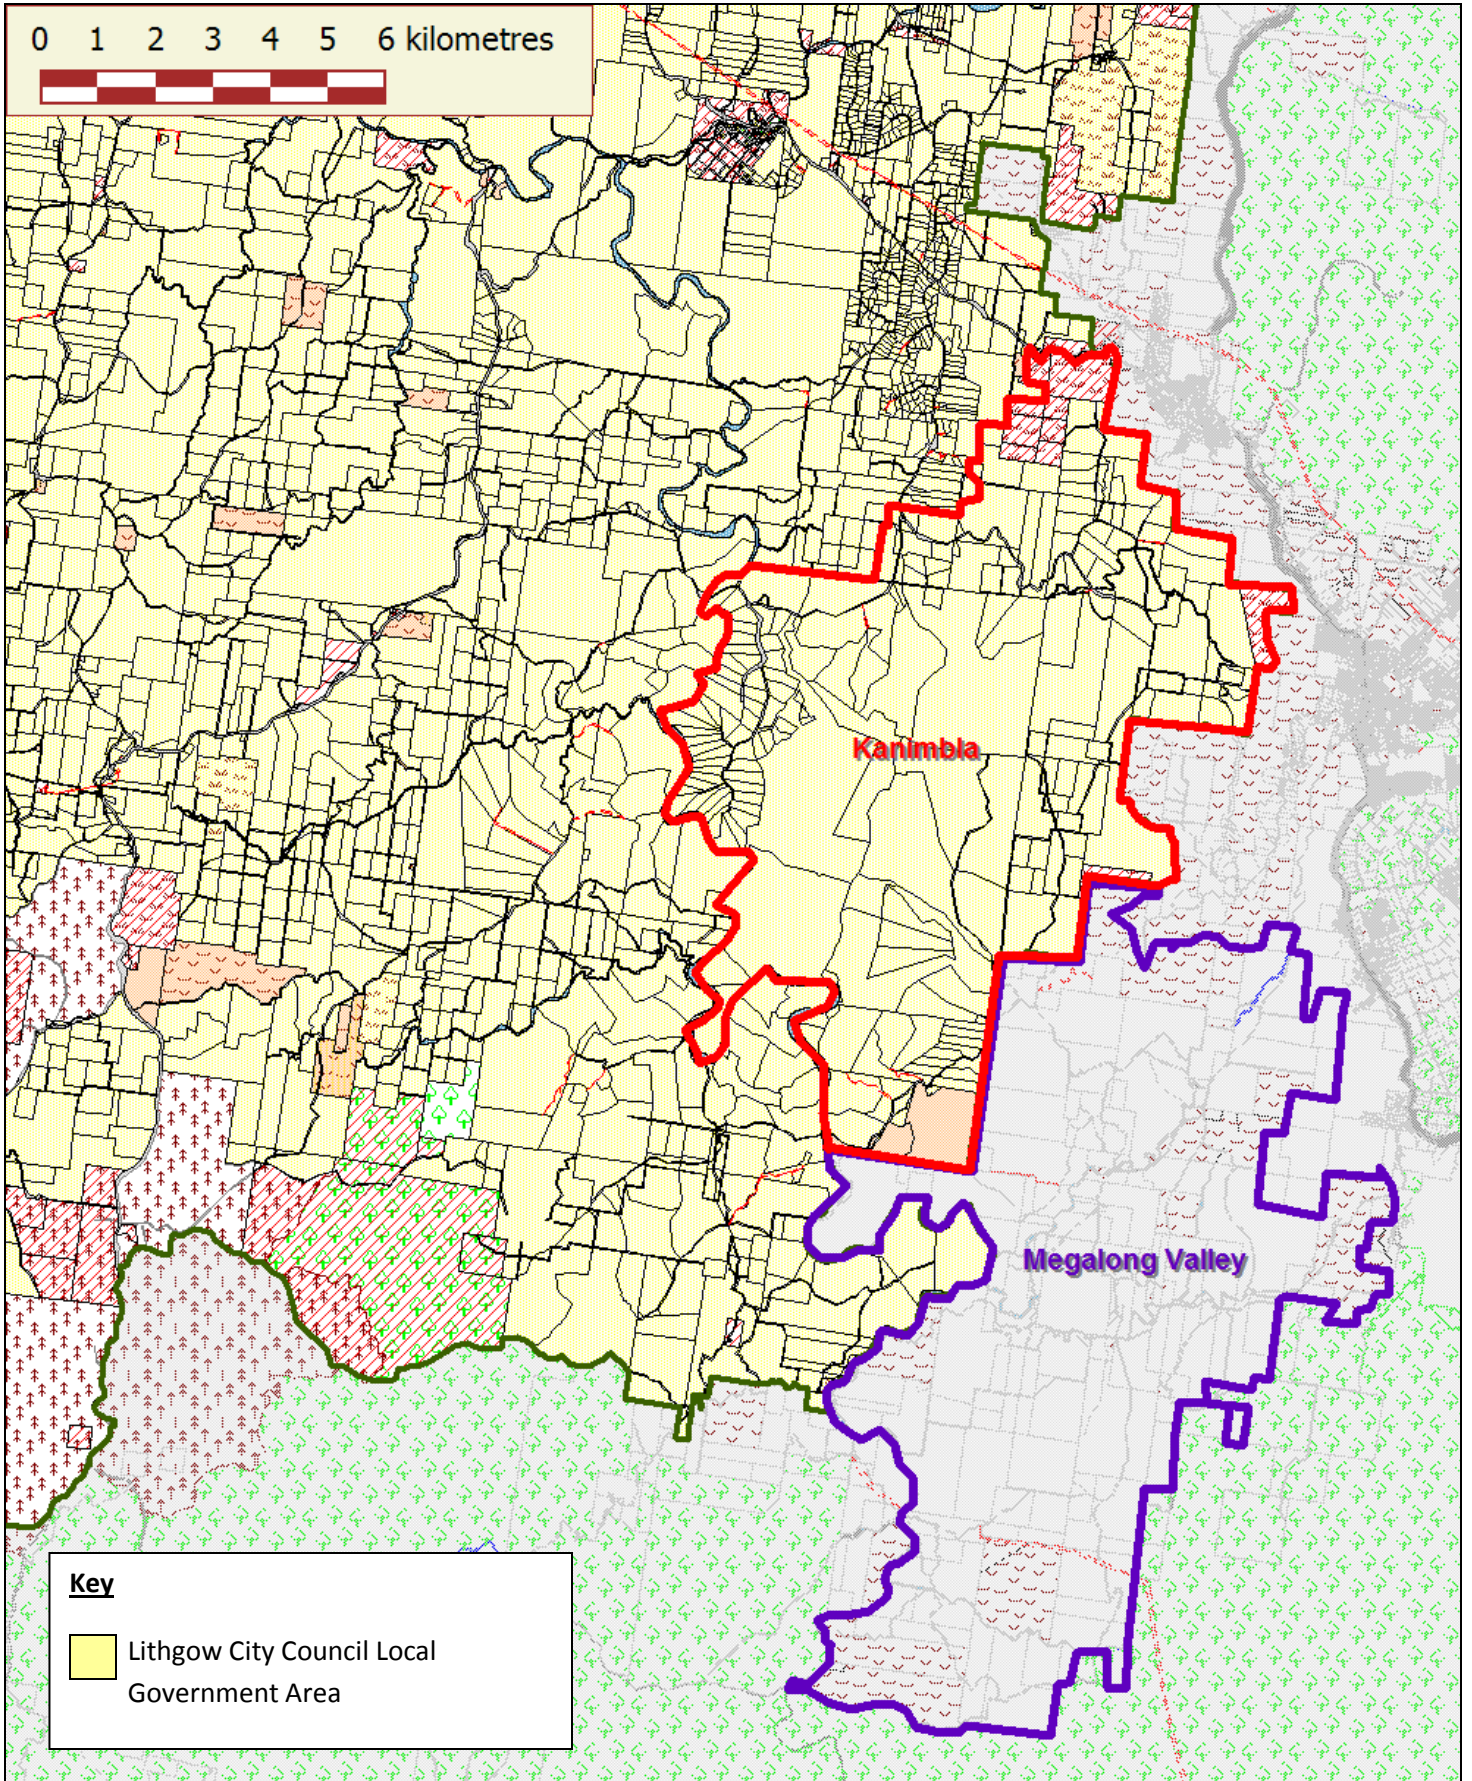 0 1 2 3 4 5 6 kilometres
Kanimbla
Megalong Valley
Key
Lithgow City Council Local
Government Area